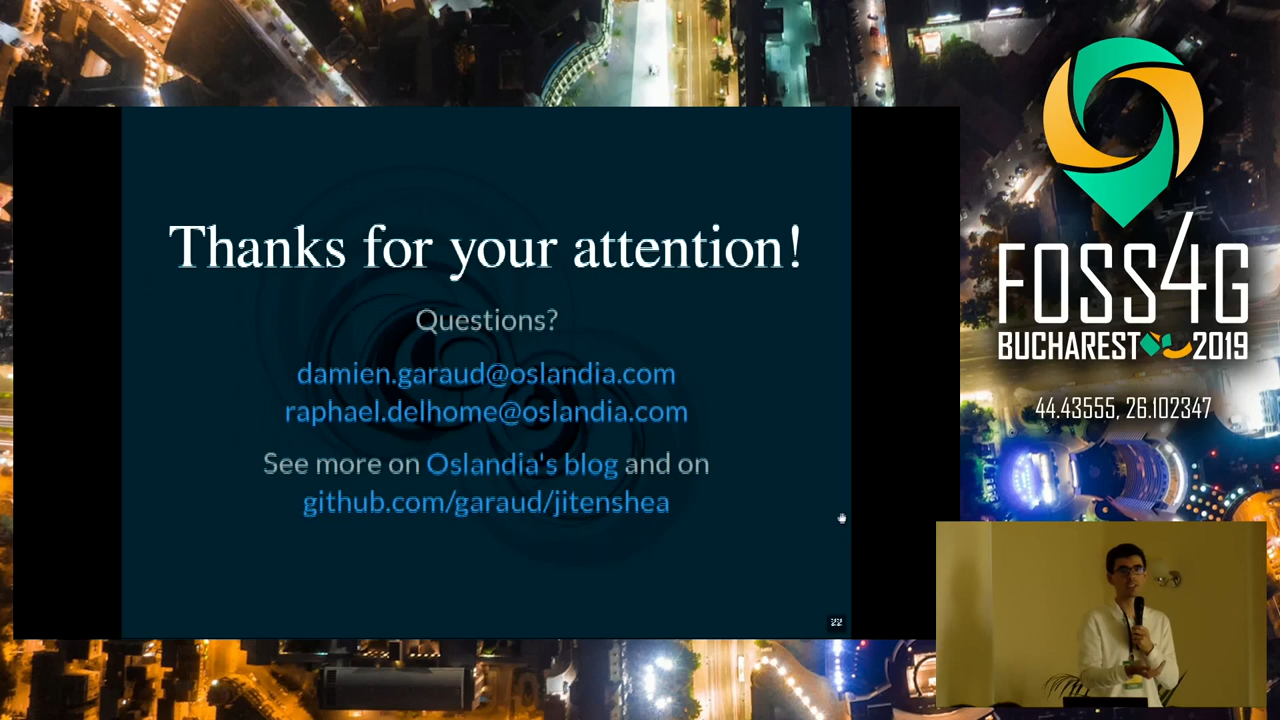 Thanks for your attention!
Questions?
damien.garaud@oslandia.com
raphael.delhome@oslandia.com
See more on Oslandia's blog and on
github.com/garaud/jitenshea
22
FOSS4G
BUCHAREST 2019
44.43555, 26.102347